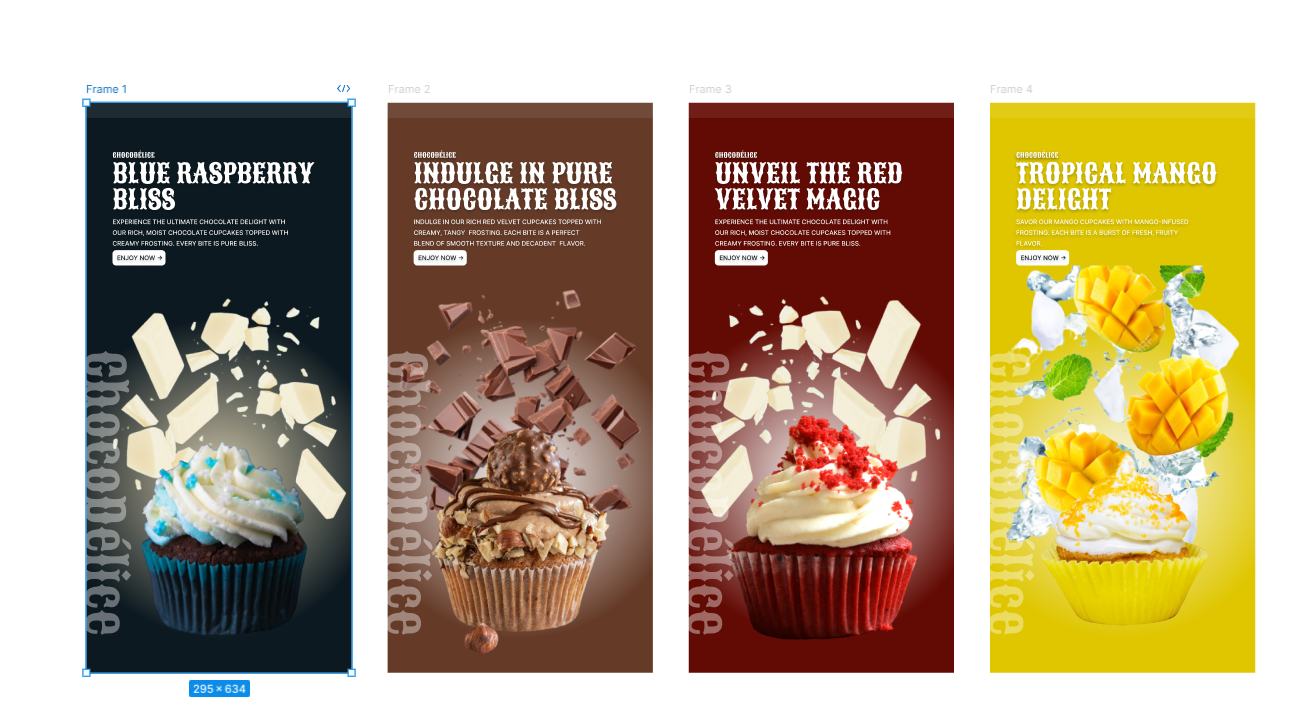 Frame 1
</>
CHOCODÉLICE
BLUE RASPBERRY
BLISS
EXPERIENCE THE ULTIMATE CHOCOLATE DELIGHT WITH
OUR RICH, MOIST CHOCOLATE CUPCAKES TOPPED WITH
CREAMY FROSTING. EVERY BITE IS PURE BLISS.
ENJOY NOW →
chocodélice
295 × 634
Frame 2
CHOCODÉLICE
INDULGE IN PURE
CHOCOLATE BLISS
INDULGE IN OUR RICH RED VELVET CUPCAKES TOPPED WITH
CREAMY, TANGY FROSTING. EACH BITE IS A PERFECT
BLEND OF SMOOTH TEXTURE AND DECADENT FLAVOR.
ENJOY NOW →
chocodélice
Frame 3
CHOCODÉLICE
UNVEIL THE RED
VELVET MAGIC
EXPERIENCE THE ULTIMATE CHOCOLATE DELIGHT WITH
OUR RICH, MOIST CHOCOLATE CUPCAKES TOPPED WITH
CREAMY FROSTING. EVERY BITE IS PURE BLISS.
ENJOY NOW →
chocodélice
Frame 4
CHOCODÉLICE
TROPICAL MANGO
DELIGHT
SAVOR OUR MANGO CUPCAKES WITH MANGO-INFUSED
FROSTING. EACH BITE IS A BURST OF FRESH, FRUITY
FLAVOR.
ENJOY NOW →
chocodélice